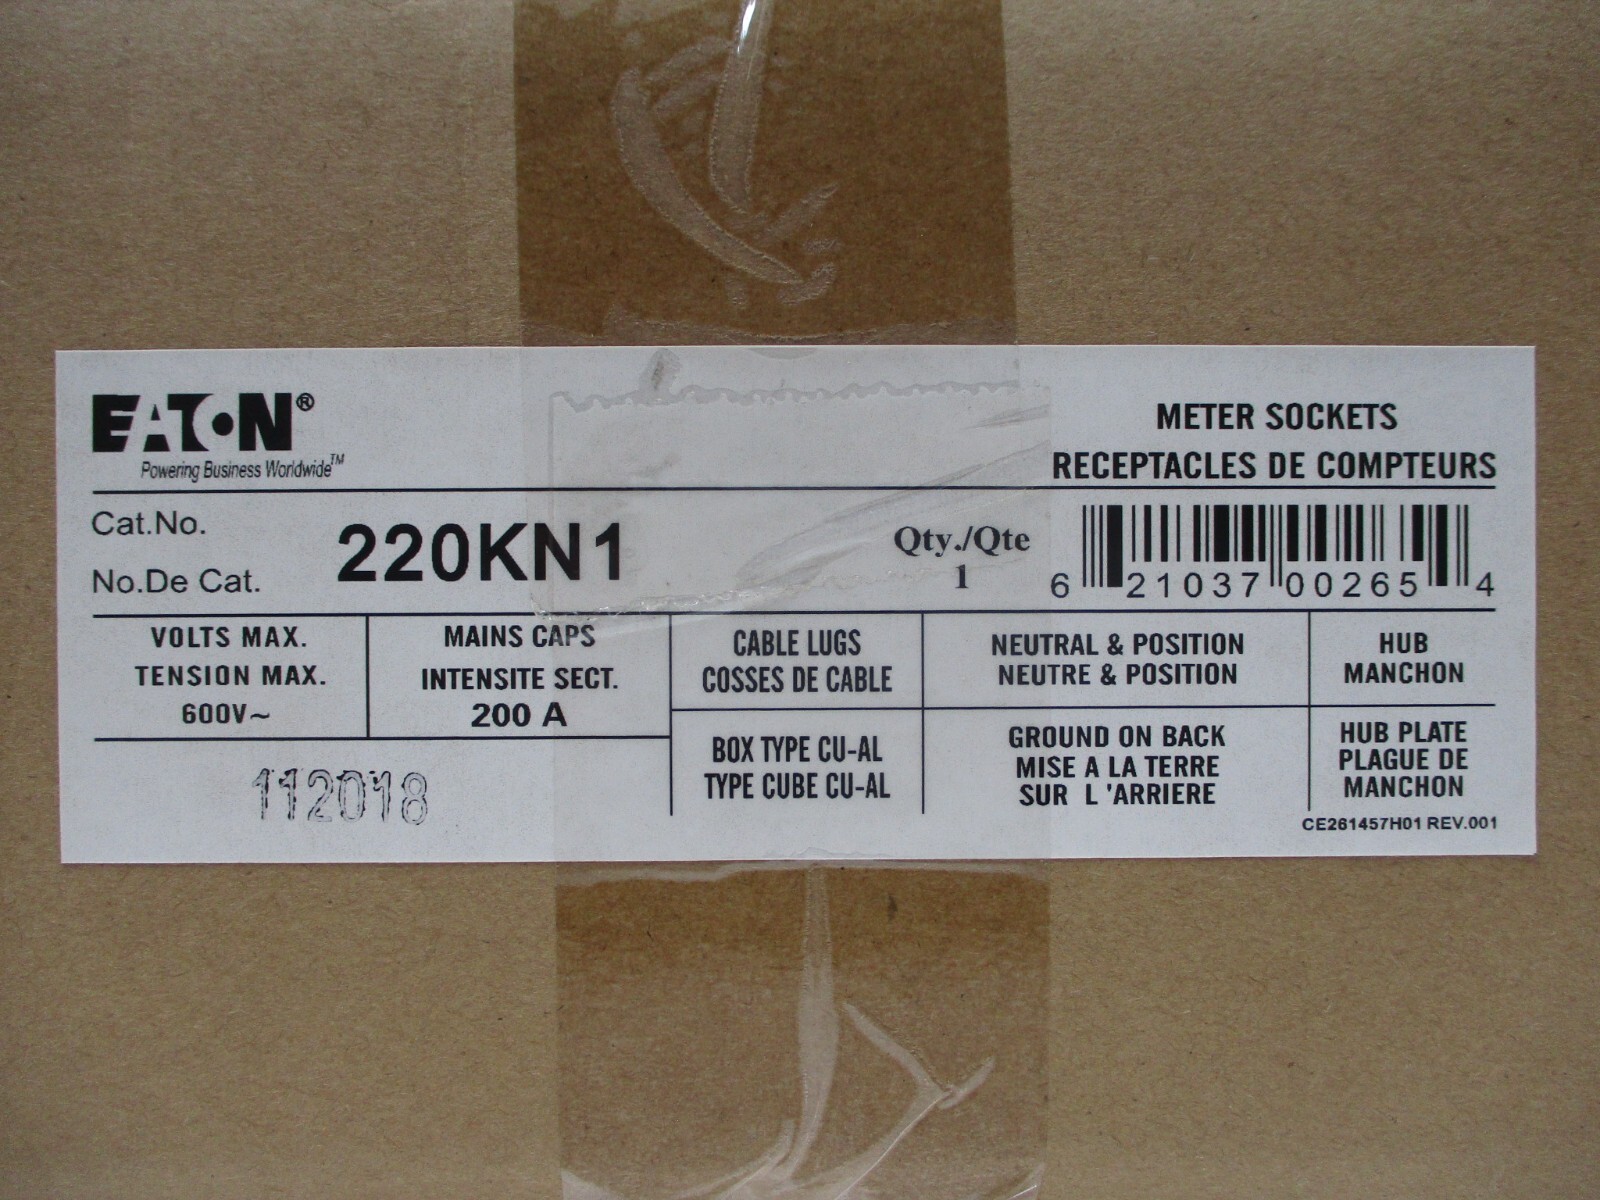 EATON®
Powering Business Worldwide™
METER SOCKETS
RECEPTACLES DE COMPTEURS
Cat.No.
No.De Cat.
220KN1
Qty./Qte
1
6 21037 00265 4
VOLTS MAX.
TENSION MAX.
600V~
MAINS CAPS
INTENSITE SECT.
200 A
CABLE LUGS
COSSES DE CABLE
BOX TYPE CU-AL
TYPE CUBE CU-AL
NEUTRAL & POSITION
NEUTRE & POSITION
GROUND ON BACK
MISE A LA TERRE
SUR L 'ARRIERE
HUB
MANCHON
HUB PLATE
PLAGUE DE
MANCHON
112018
CE261457H01 REV.001